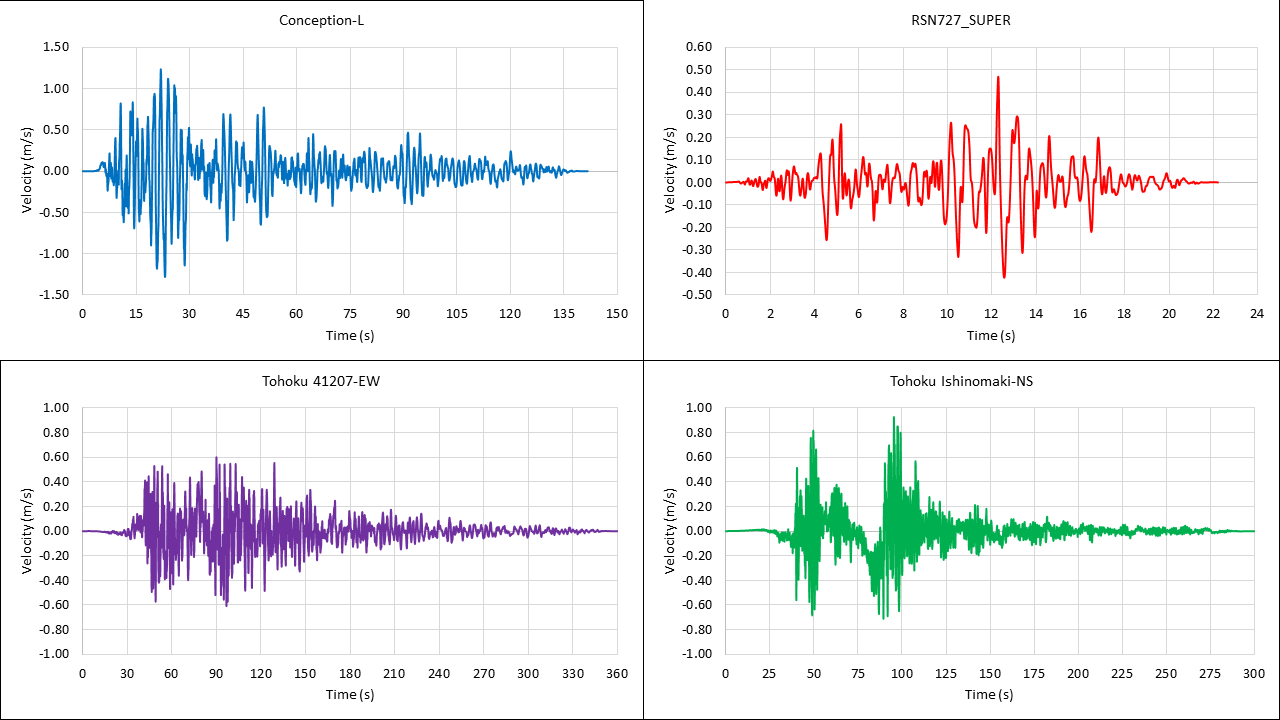 Conception-L
1.50
1.00
0.50
0.00
-0.50
-1.00
-1.50
Velocity (m/s)
0 15 30 45 60 75 90 105 120 135 150
Time (s)
RSN727_SUPER
0.60
0.50
0.40
0.30
0.20
0.10
0.00
-0.10
-0.20
-0.30
-0.40
-0.50
Velocity (m/s)
0 2 4 6 8 10 12 14 16 18 20 22 24
Time (s)
Tohoku 41207-EW
1.00
0.80
0.60
0.40
0.20
0.00
-0.20
-0.40
-0.60
-0.80
-1.00
Velocity (m/s)
0 30 60 90 120 150 180 210 240 270 300 330 360
Time (s)
Tohoku Ishinomaki-NS
1.00
0.80
0.60
0.40
0.20
0.00
-0.20
-0.40
-0.60
-0.80
-1.00
Velocity (m/s)
0 25 50 75 100 125 150 175 200 225 250 275 300
Time (s)